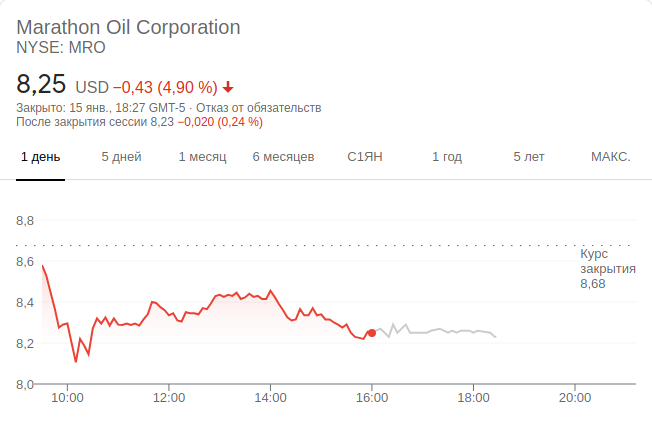 Marathon Oil Corporation
NYSE: MRO
8,25 USD −0,43 (4,90 %)
Закрыто: 15 янв., 18:27 GMT-5 · Отказ от обязательств
После закрытия сессии 8,23 −0,020 (0,24 %)
1 день 5 дней 1 месяц 6 месяцев С1ЯН 1 год 5 лет МАКС.
8,8
Курс
закрытия
8,68
8,6
8,4
8,2
8,0
10:00 12:00 14:00 16:00 18:00 20:00